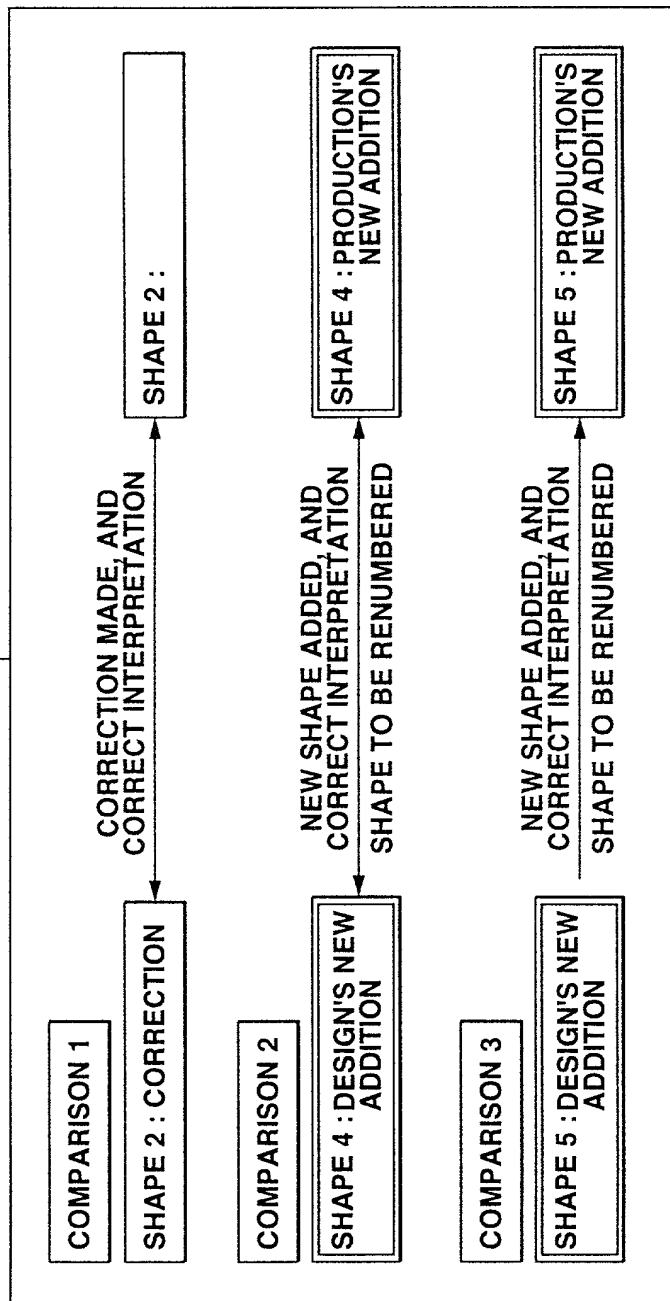 COMPARISON 1
SHAPE 2 : CORRECTION
CORRECTION MADE, AND
CORRECT INTERPRETATION
SHAPE 2 :
COMPARISON 2
SHAPE 4 : DESIGN'S NEW
ADDITION
NEW SHAPE ADDED, AND
CORRECT INTERPRETATION
SHAPE TO BE RENUMBERED
SHAPE 4 : PRODUCTION'S
NEW ADDITION
COMPARISON 3
SHAPE 5 : DESIGN'S NEW
ADDITION
NEW SHAPE ADDED, AND
CORRECT INTERPRETATION
SHAPE TO BE RENUMBERED
SHAPE 5 : PRODUCTION'S
NEW ADDITION